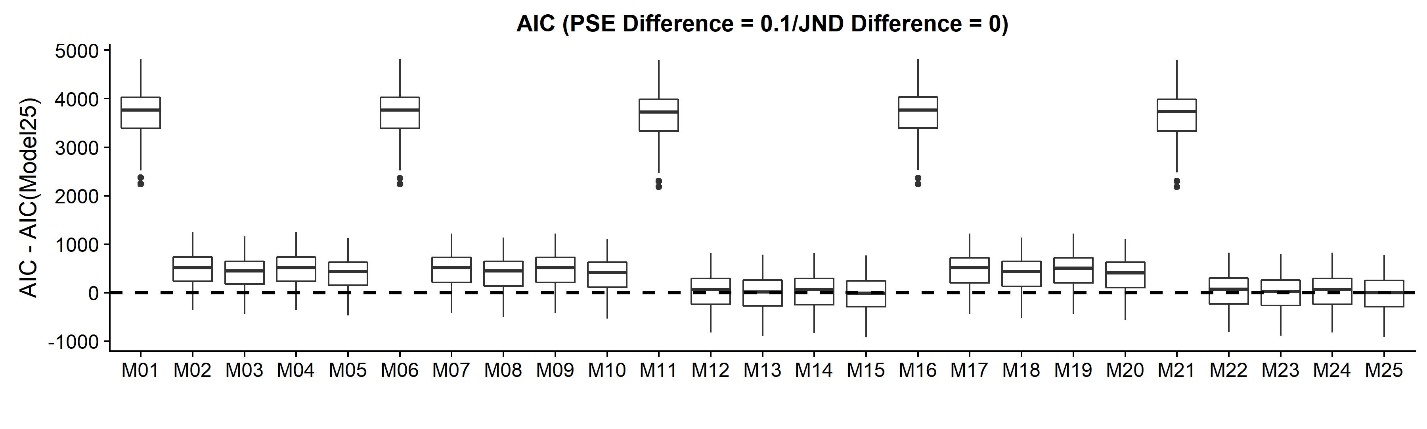 AIC (PSE Difference = 0.1/JND Difference = 0)
AIC - AIC(Model25)
5000
4000
3000
2000
1000
0
-1000
M01 M02 M03 M04 M05 M06 M07 M08 M09 M10 M11 M12 M13 M14 M15 M16 M17 M18 M19 M20 M21 M22 M23 M24 M25